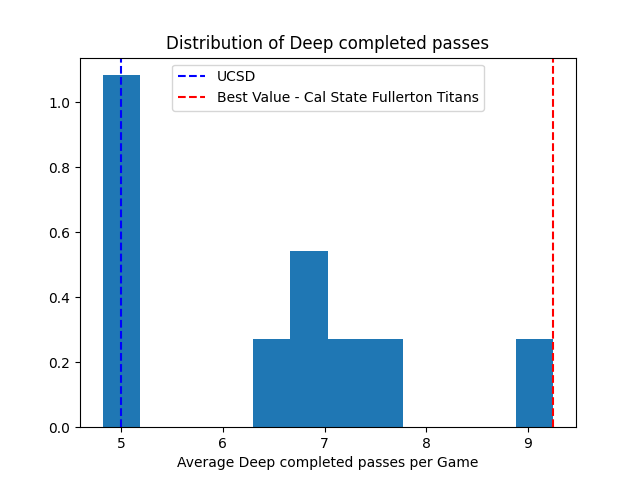 Distribution of Deep completed passes
UCSD
Best Value - Cal State Fullerton Titans
1.0
0.8
0.6
0.4
0.2
0.0
5 6 7 8 9
Average Deep completed passes per Game